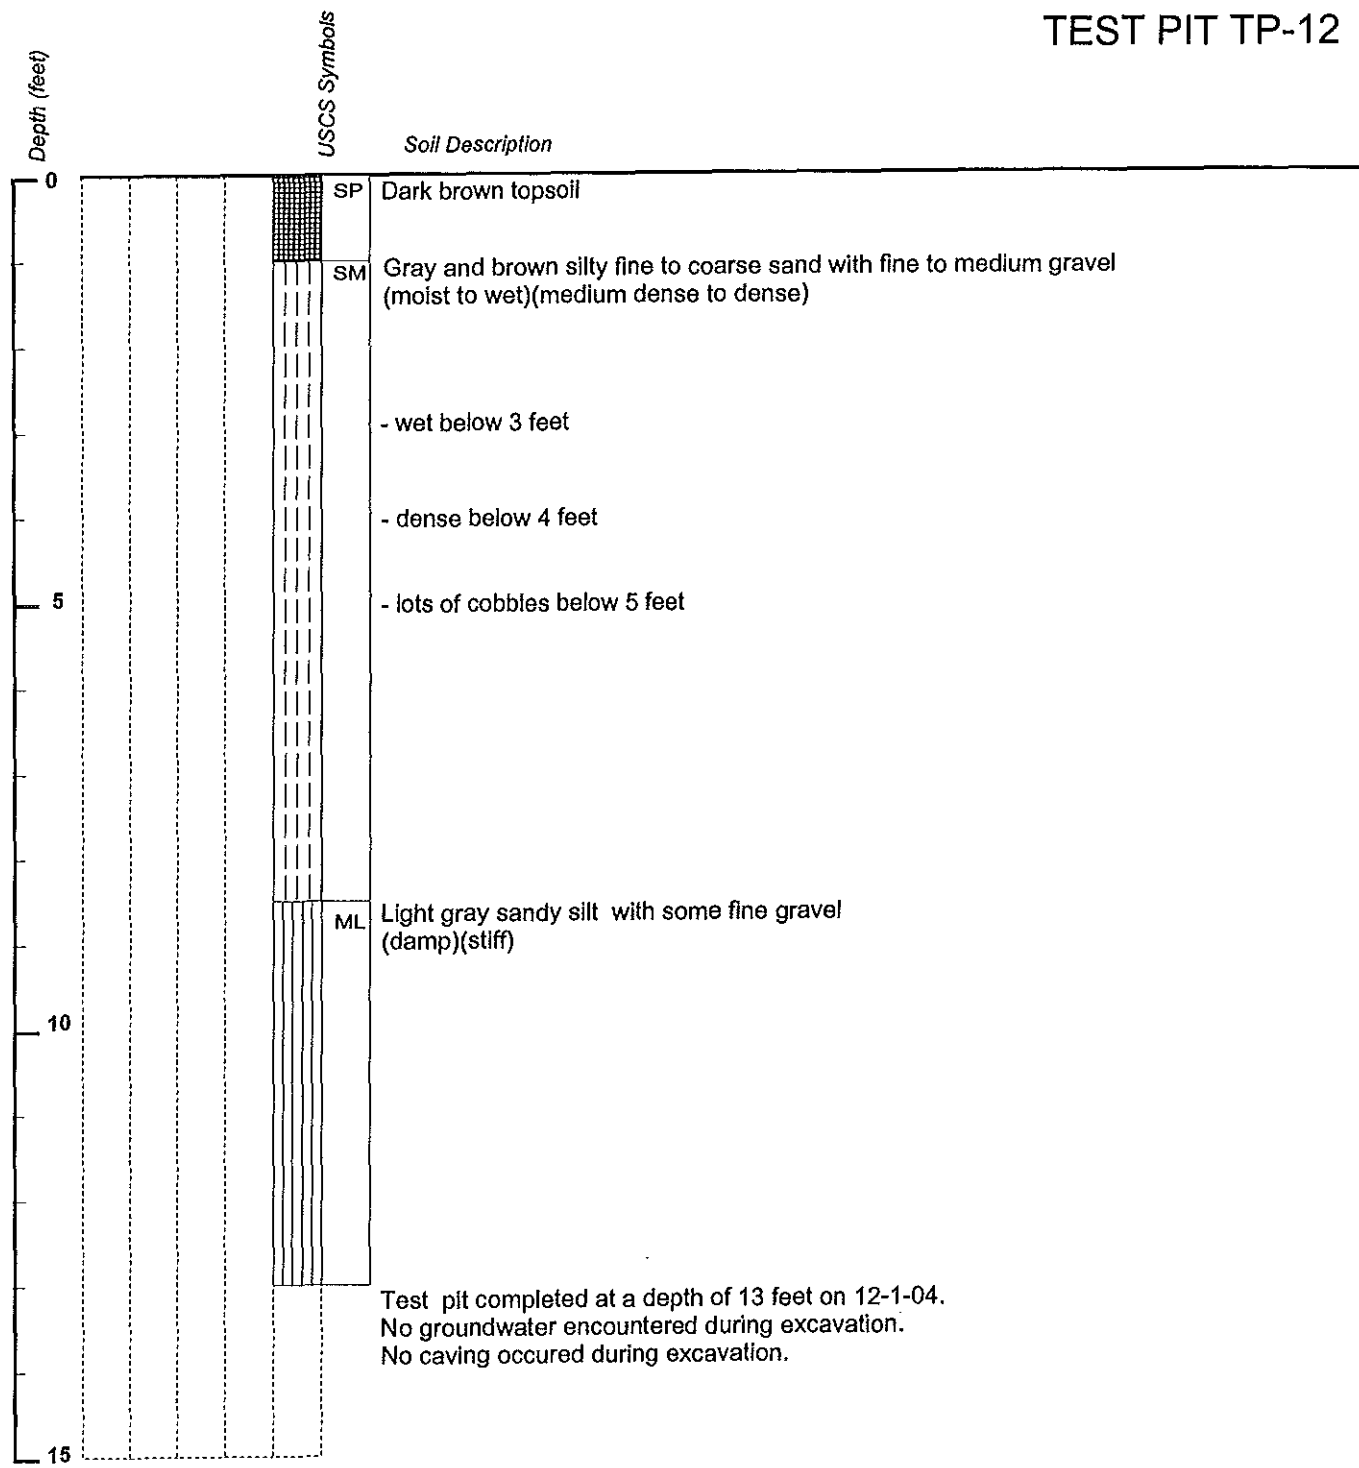 TEST PIT TP-12
Depth (feet)
USCS Symbols
Soil Description
0
SP Dark brown topsoil
SM Gray and brown silty fine to coarse sand with fine to medium gravel
(moist to wet)(medium dense to dense)
- wet below 3 feet
- dense below 4 feet
5
- lots of cobbles below 5 feet
ML Light gray sandy silt with some fine gravel
(damp)(stiff)
10
Test pit completed at a depth of 13 feet on 12-1-04.
No groundwater encountered during excavation.
No caving occured during excavation.
15